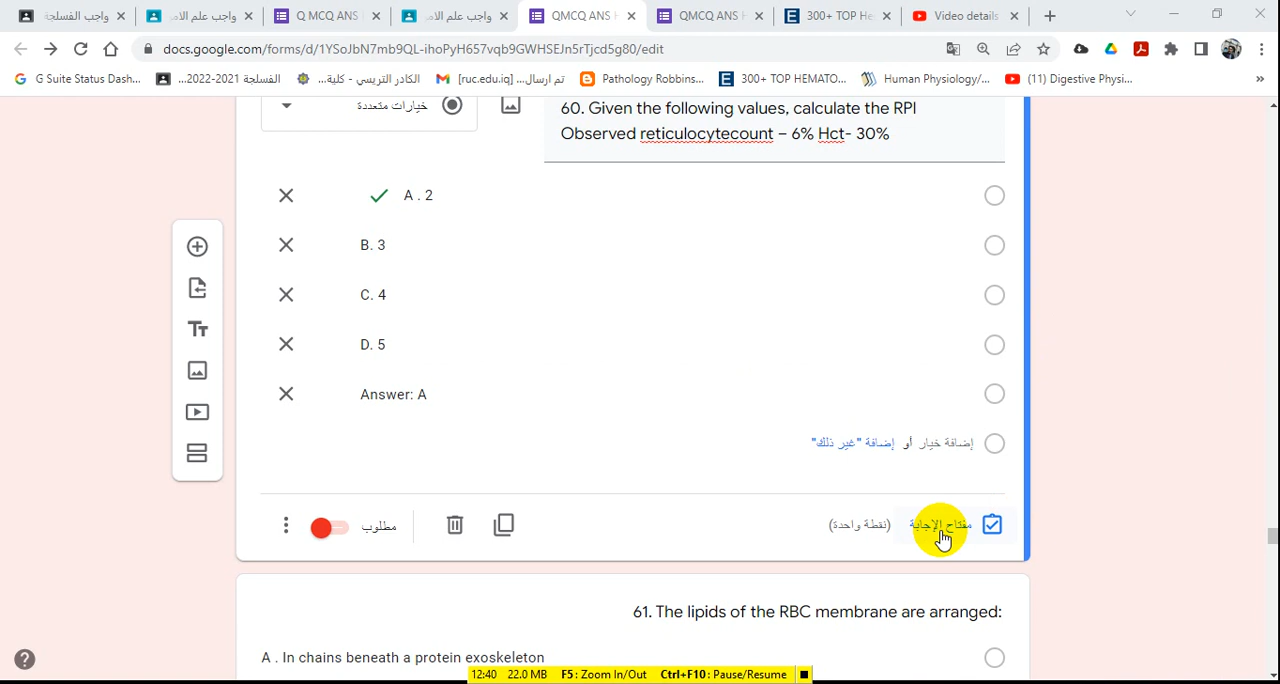 واجب الفسلجة
واجب علم الامر
Q MCQ ANS
واجب علم الامر
QMCQ ANS H
QMCQ ANS H
300+ TOP He
Video details
docs.google.com/forms/d/1YSoJbN7mb9QL-ihoPyH657vqb9GWHSEJn5rTjcd5g80/edit
G Suite Status Dash...
الفسلجة 2021-2022...
الكادر التريسي - كلية...
تم ارسال...[ruc.edu.iq]
Pathology Robbins...
300+ TOP HEMATO...
Human Physiology/...
(11) Digestive Physi...
»
خيارات متعددة
60. Given the following values, calculate the RPI
Observed reticulocytecount – 6% Hct- 30%
A . 2
B. 3
C. 4
D. 5
Answer: A
إضافة خيار أو إضافة "غير ذلك"
مفتاح الإجابة (نقطة واحدة)
مطلوب
61. The lipids of the RBC membrane are arranged:
A . In chains beneath a protein exoskeleton
12:40 22.0 MB F5: Zoom In/Out Ctrl+F10: Pause/Resume